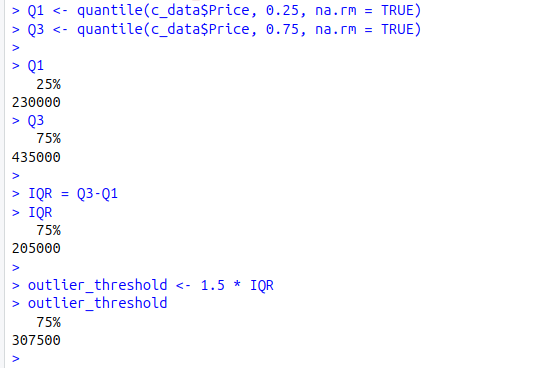 > Q1 <- quantile(c_data$Price, 0.25, na.rm = TRUE)
> Q3 <- quantile(c_data$Price, 0.75, na.rm = TRUE)
>
> Q1
   25%
230000
> Q3
   75%
435000
>
> IQR = Q3-Q1
> IQR
   75%
205000
>
> outlier_threshold <- 1.5 * IQR
> outlier_threshold
   75%
307500
>